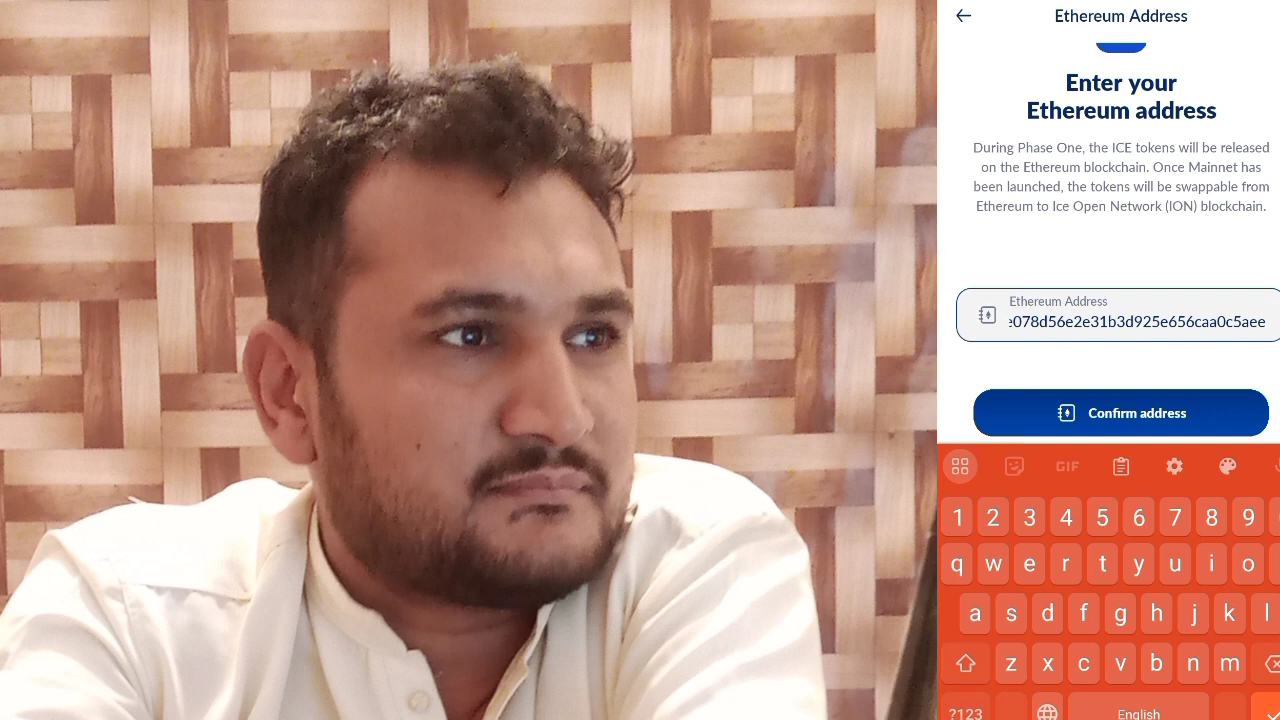 Ethereum Address
Enter your
Ethereum address
During Phase One, the ICE tokens will be released
on the Ethereum blockchain. Once Mainnet has
been launched, the tokens will be swappable from
Ethereum to Ice Open Network (ION) blockchain.
Ethereum Address
e078d56e2e31b3d925e656caa0c5aee
Confirm address
GIF
1 2 3 4 5 6 7 8 9
q w e r t y u i o
a s d f g h j k l
z x c v b n m
?123 English